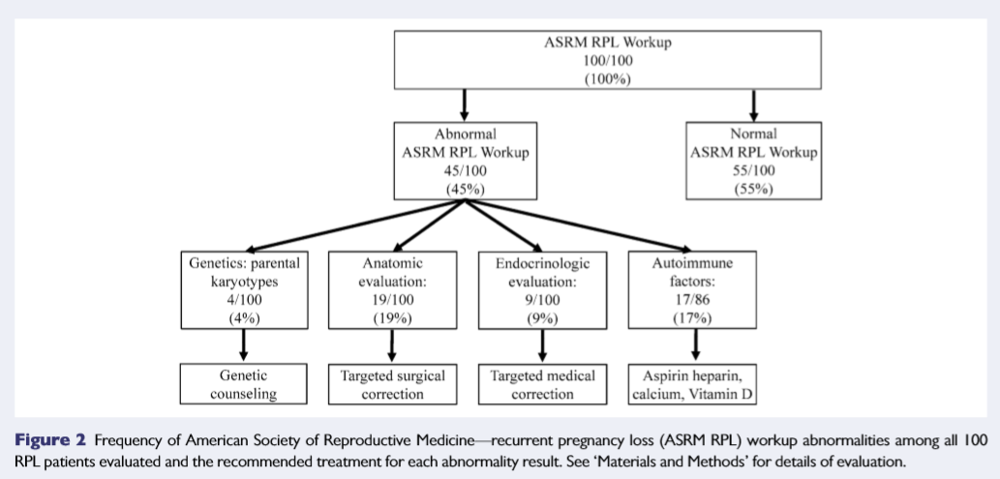 ASRM RPL Workup
100/100
(100%)
Abnormal
ASRM RPL Workup
45/100
(45%)
Normal
ASRM RPL Workup
55/100
(55%)
Genetics: parental
karyotypes
4/100
(4%)
Anatomic
evaluation:
19/100
(19%)
Endocrinologic
evaluation:
9/100
(9%)
Autoimmune
factors:
17/86
(17%)
Genetic
counseling
Targeted surgical
correction
Targeted medical
correction
Aspirin heparin,
calcium, Vitamin D
Figure 2 Frequency of American Society of Reproductive Medicine—recurrent pregnancy loss (ASRM RPL) workup abnormalities among all 100
RPL patients evaluated and the recommended treatment for each abnormality result. See ‘Materials and Methods’ for details of evaluation.